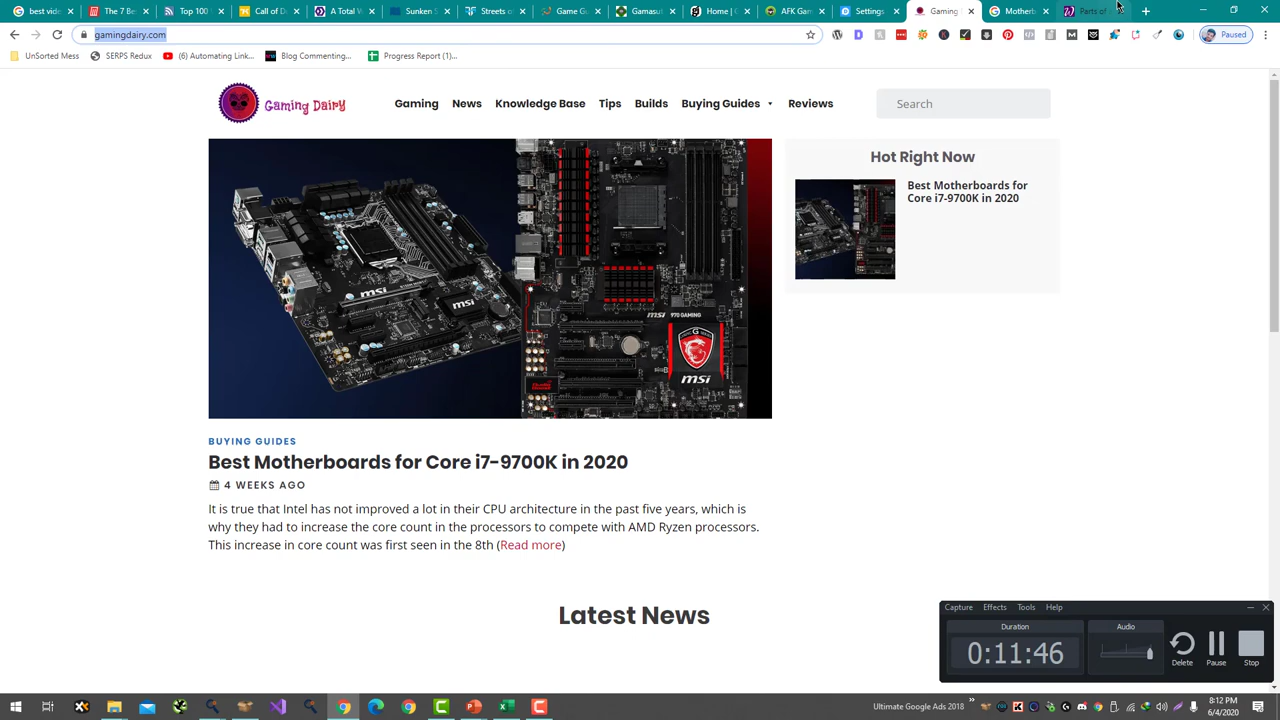 best vide The 7 Be Top 100 Call of D A Total W Sunken S Streets o Game Gu Gamasut Home | G AFK Gam Settings Gaming Motherb Parts of
gamingdairy.com Paused
UnSorted Mess SERPS Redux (6) Automating Link... Blog Commenting... Progress Report (1)...
Gaming Dairy Gaming News Knowledge Base Tips Builds Buying Guides Reviews Search
Hot Right Now
Best Motherboards for
Core i7-9700K in 2020
msi
970 GAMING
msi
BUYING GUIDES
Best Motherboards for Core i7-9700K in 2020
4 WEEKS AGO
It is true that Intel has not improved a lot in their CPU architecture in the past five years, which is
why they had to increase the core count in the processors to compete with AMD Ryzen processors.
This increase in core count was first seen in the 8th (Read more)
Latest News
Capture Effects Tools Help
Duration Audio
0:11:46
Delete Pause Stop
Ultimate Google Ads 2018
8:12 PM
6/4/2020